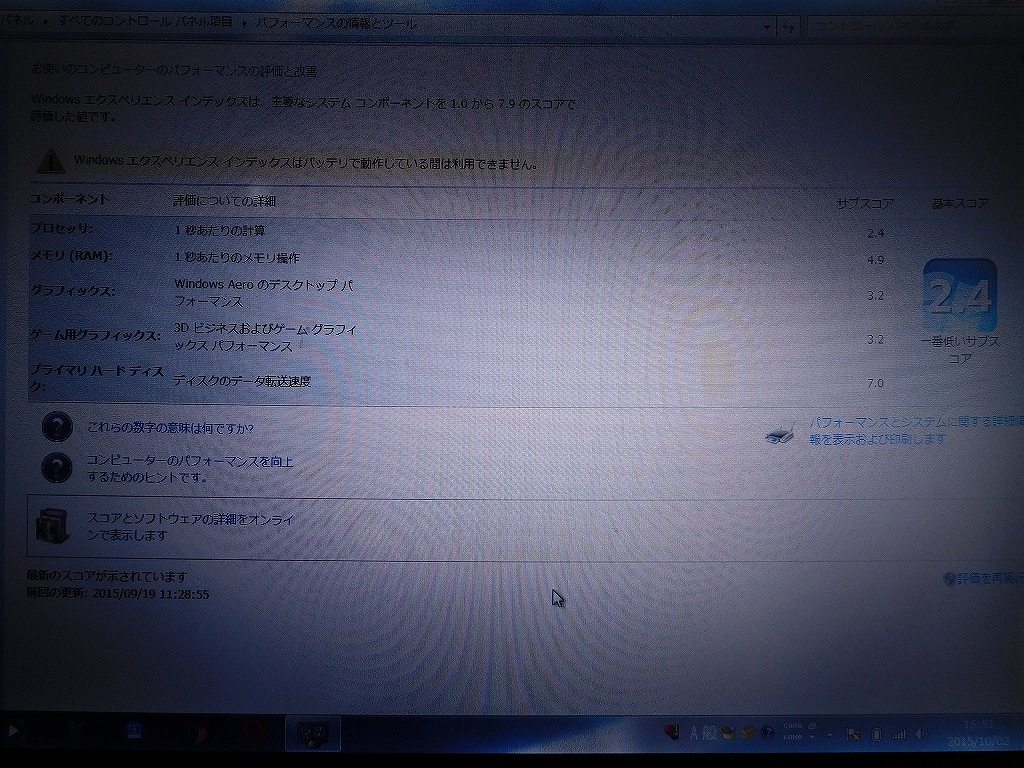 パネル ▸ すべてのコントロール パネル項目 ▸ パフォーマンスの情報とツール
お使いのコンピューターのパフォーマンスの評価と改善
Windows エクスペリエンス インデックスは、主要なシステム コンポーネントを 1.0 から 7.9 のスコアで
評価した値です。
Windows エクスペリエンス インデックスはバッテリで動作している間は利用できません。
コンポーネント 評価についての詳細 サブスコア 基本スコア
プロセッサ: 1 秒あたりの計算 2.4
メモリ (RAM): 1 秒あたりのメモリ操作 4.9
グラフィックス: Windows Aero のデスクトップ パ
フォーマンス 3.2
ゲーム用グラフィックス: 3D ビジネスおよびゲーム グラフィ
ックス パフォーマンス 3.2
2.4
一番低いサブス
コア
プライマリ ハード ディス
ク: ディスクのデータ転送速度 7.0
これらの数字の意味は何ですか?
コンピューターのパフォーマンスを向上
するためのヒントです。
パフォーマンスとシステムに関する詳細情
報を表示および印刷します
スコアとソフトウェアの詳細をオンライ
ンで表示します
最新のスコアが示されています
前回の更新: 2015/09/19 11:28:55
評価を再実行
A 般
CAPS
KANA
15:51
2015/10/02